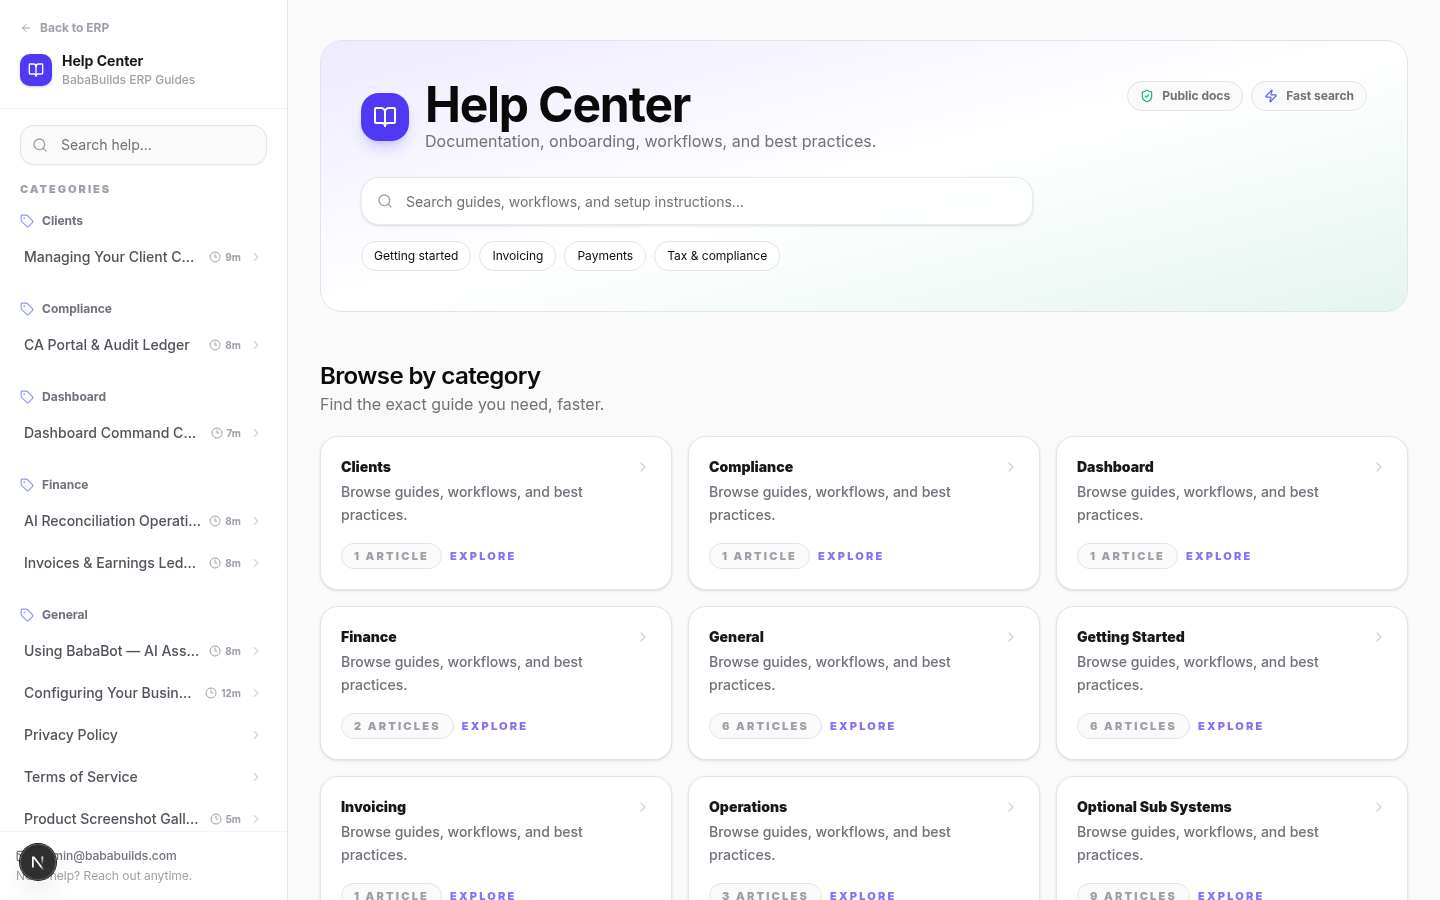 Back to ERP
Help Center
BabaBuilds ERP Guides
Search help...
CATEGORIES
Clients
Managing Your Client C... 9m
Compliance
CA Portal & Audit Ledger 8m
Dashboard
Dashboard Command C... 7m
Finance
AI Reconciliation Operati... 8m
Invoices & Earnings Led... 8m
General
Using BabaBot — AI Ass... 8m
Configuring Your Busin... 12m
Privacy Policy
Terms of Service
Product Screenshot Gall... 5m
min@bababuilds.com
help? Reach out anytime.
N
Help Center
Documentation, onboarding, workflows, and best practices.
Public docs
Fast search
Search guides, workflows, and setup instructions...
Getting started Invoicing Payments Tax & compliance
Browse by category
Find the exact guide you need, faster.
Clients
Browse guides, workflows, and best
practices.
1 ARTICLE EXPLORE
Compliance
Browse guides, workflows, and best
practices.
1 ARTICLE EXPLORE
Dashboard
Browse guides, workflows, and best
practices.
1 ARTICLE EXPLORE
Finance
Browse guides, workflows, and best
practices.
2 ARTICLES EXPLORE
General
Browse guides, workflows, and best
practices.
6 ARTICLES EXPLORE
Getting Started
Browse guides, workflows, and best
practices.
6 ARTICLES EXPLORE
Invoicing
Browse guides, workflows, and best
practices.
1 ARTICLE EXPLORE
Operations
Browse guides, workflows, and best
practices.
3 ARTICLES EXPLORE
Optional Sub Systems
Browse guides, workflows, and best
practices.
9 ARTICLES EXPLORE